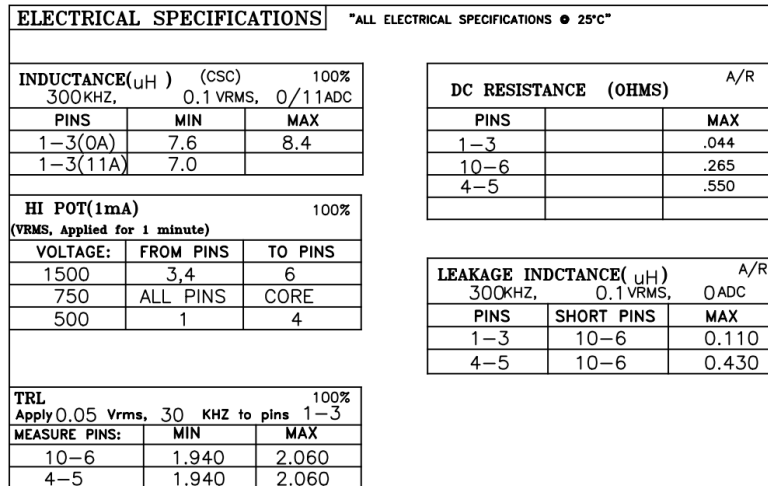 ELECTRICAL SPECIFICATIONS "ALL ELECTRICAL SPECIFICATIONS @ 25°C"
INDUCTANCE(uH ) (CSC) 100%
300KHZ, 0.1 VRMS, 0/11ADC
PINS MIN MAX
1-3(0A) 7.6 8.4
1-3(11A) 7.0
HI POT(1mA) 100%
(VRMS, Applied for 1 minute)
VOLTAGE: FROM PINS TO PINS
1500 3,4 6
750 ALL PINS CORE
500 1 4
TRL 100%
Apply 0.05 Vrms, 30 KHZ to pins 1-3
MEASURE PINS: MIN MAX
10-6 1.940 2.060
4-5 1.940 2.060
DC RESISTANCE (OHMS) A/R
PINS MAX
1-3 .044
10-6 .265
4-5 .550
LEAKAGE INDCTANCE( uH) A/R
300KHZ, 0.1 VRMS, 0ADC
PINS SHORT PINS MAX
1-3 10-6 0.110
4-5 10-6 0.430